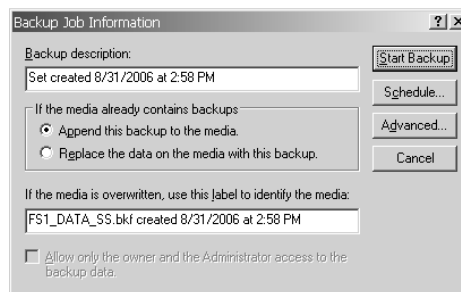 Backup Job Information
Backup description:
Set created 8/31/2006 at 2:58 PM
If the media already contains backups
Append this backup to the media.
Replace the data on the media with this backup.
If the media is overwritten, use this label to identify the media:
FS1_DATA_SS.bkf created 8/31/2006 at 2:58 PM
Allow only the owner and the Administrator access to the
backup data.
Start Backup
Schedule...
Advanced...
Cancel